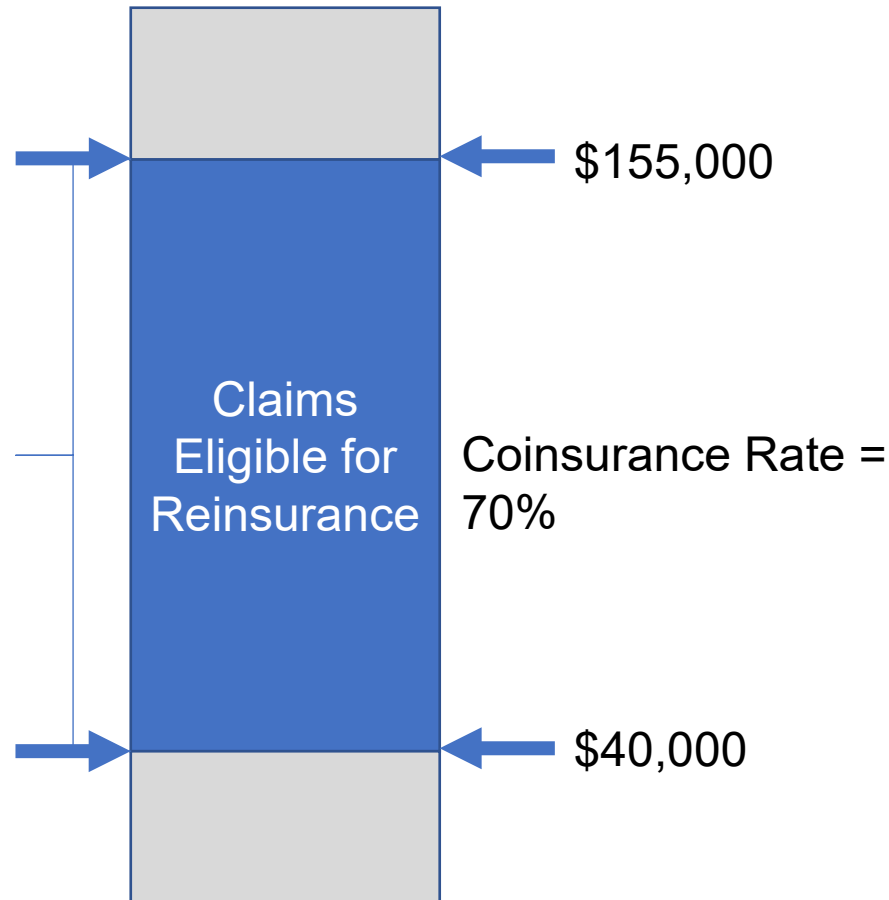 $155,000
Claims
Eligible for
Reinsurance
Coinsurance Rate =
70%
$40,000